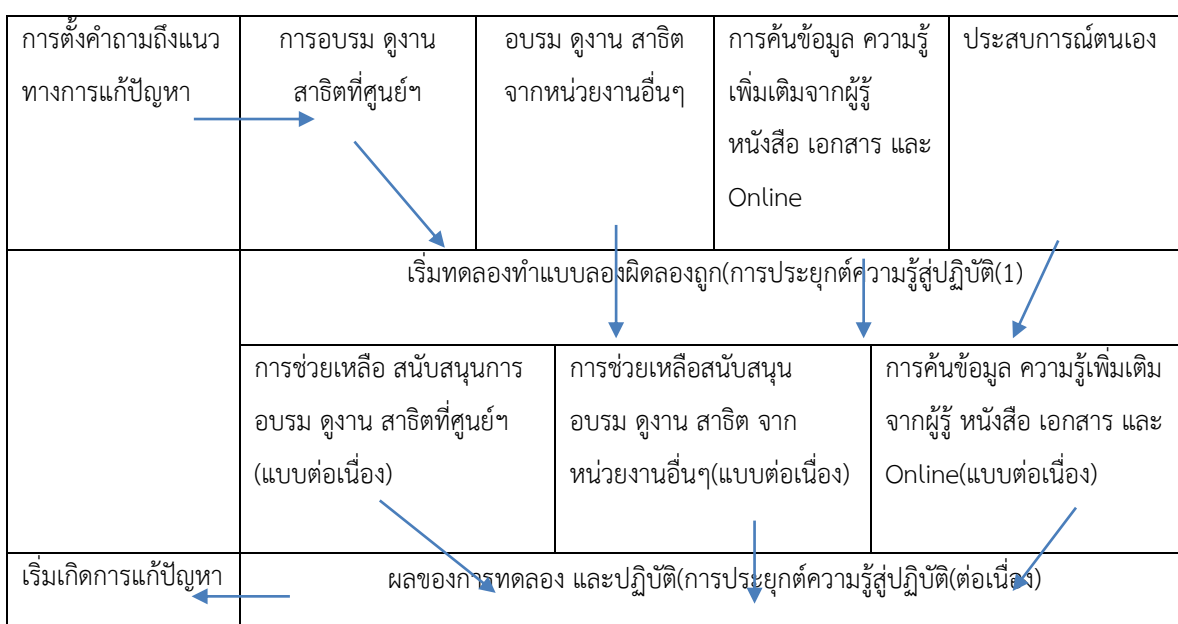 การตั้งคำถามถึงแนว
ทางการแก้ปัญหา
การอบรม ดูงาน
สาธิตที่ศูนย์ฯ
อบรม ดูงาน สาธิต
จากหน่วยงานอื่นๆ
การค้นข้อมูล ความรู้
เพิ่มเติมจากผู้รู้
หนังสือ เอกสาร และ
Online
ประสบการณ์ตนเอง
เริ่มทดลองทำแบบลองผิดลองถูก(การประยุกต์ความรู้สู่ปฏิบัติ(1)
การช่วยเหลือ สนับสนุนการ
อบรม ดูงาน สาธิตที่ศูนย์ฯ
(แบบต่อเนื่อง)
การช่วยเหลือสนับสนุน
อบรม ดูงาน สาธิต จาก
หน่วยงานอื่นๆ(แบบต่อเนื่อง)
การค้นข้อมูล ความรู้เพิ่มเติม
จากผู้รู้ หนังสือ เอกสาร และ
Online(แบบต่อเนื่อง)
เริ่มเกิดการแก้ปัญหา
ผลของการทดลอง และปฏิบัติ(การประยุกต์ความรู้สู่ปฏิบัติ(ต่อเนื่อง)